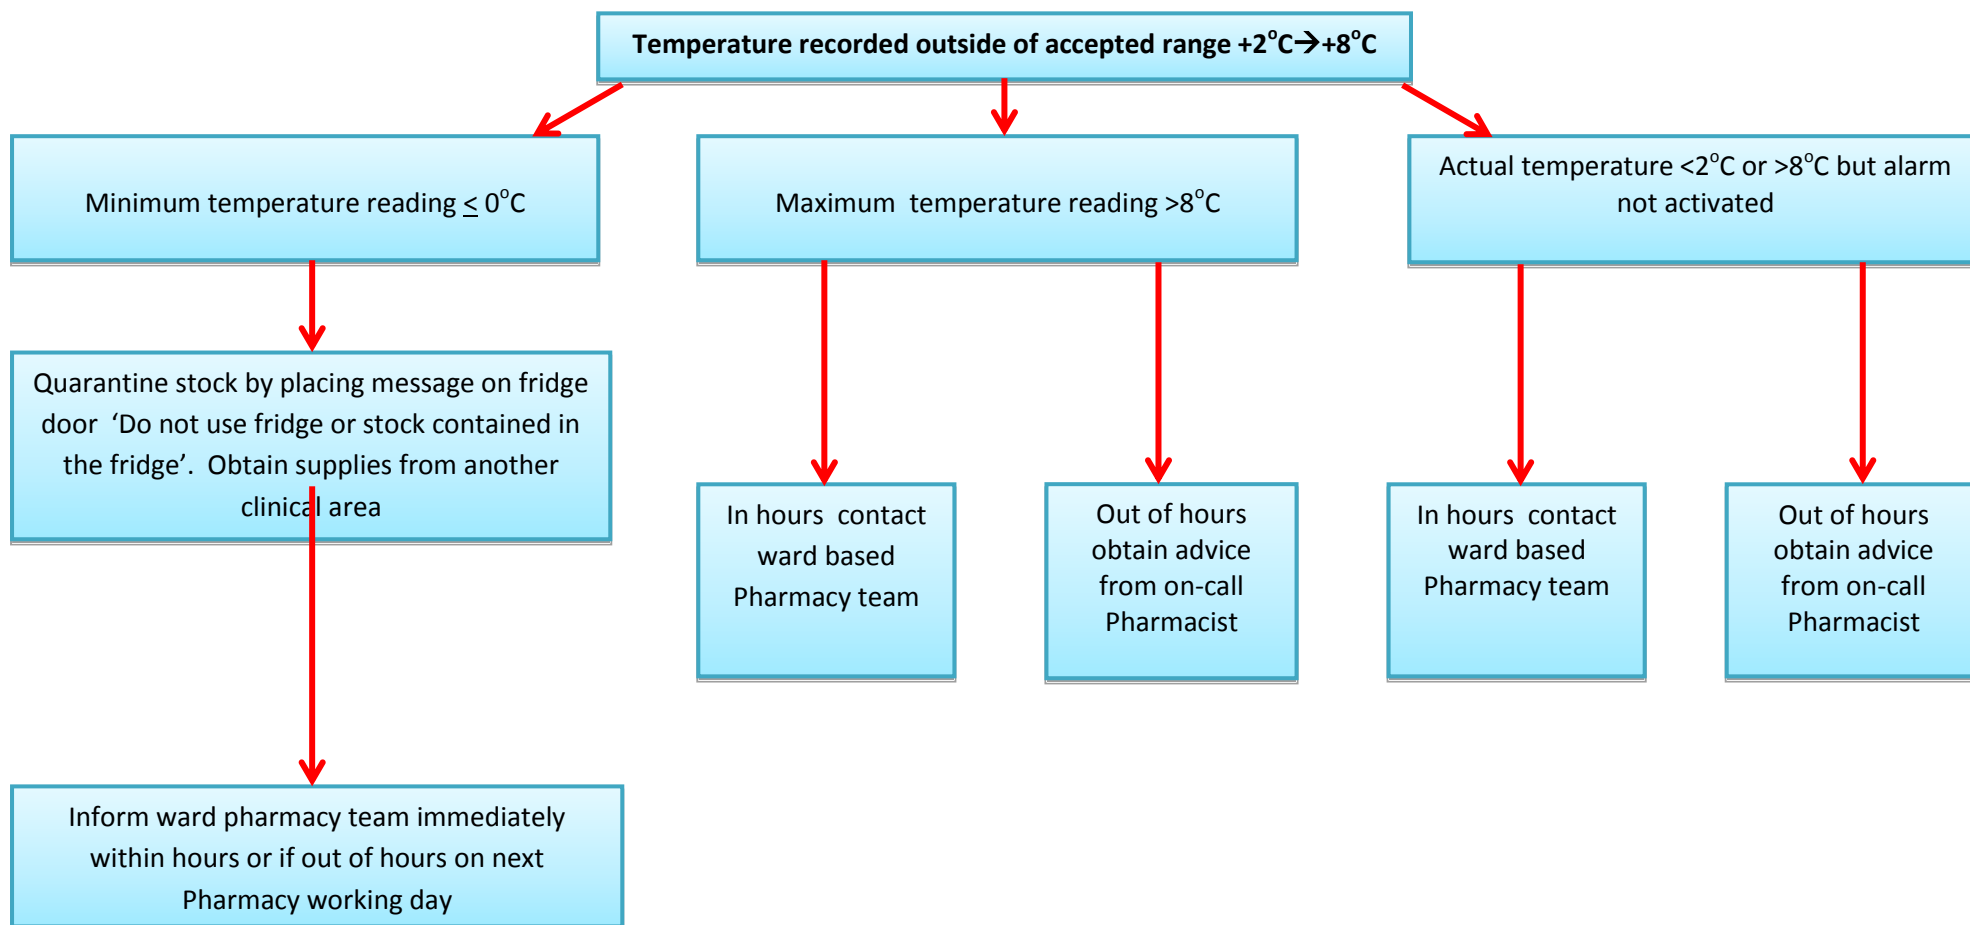 Temperature recorded outside of accepted range +2°C→+8°C
Minimum temperature reading ≤ 0°C
Maximum  temperature reading >8°C
Actual temperature <2°C or >8°C but alarm
not activated
Quarantine stock by placing message on fridge
door  ‘Do not use fridge or stock contained in
the fridge’.  Obtain supplies from another
clinical area
In hours  contact
ward based
Pharmacy team
Out of hours
obtain advice
from on-call
Pharmacist
In hours  contact
ward based
Pharmacy team
Out of hours
obtain advice
from on-call
Pharmacist
Inform ward pharmacy team immediately
within hours or if out of hours on next
Pharmacy working day